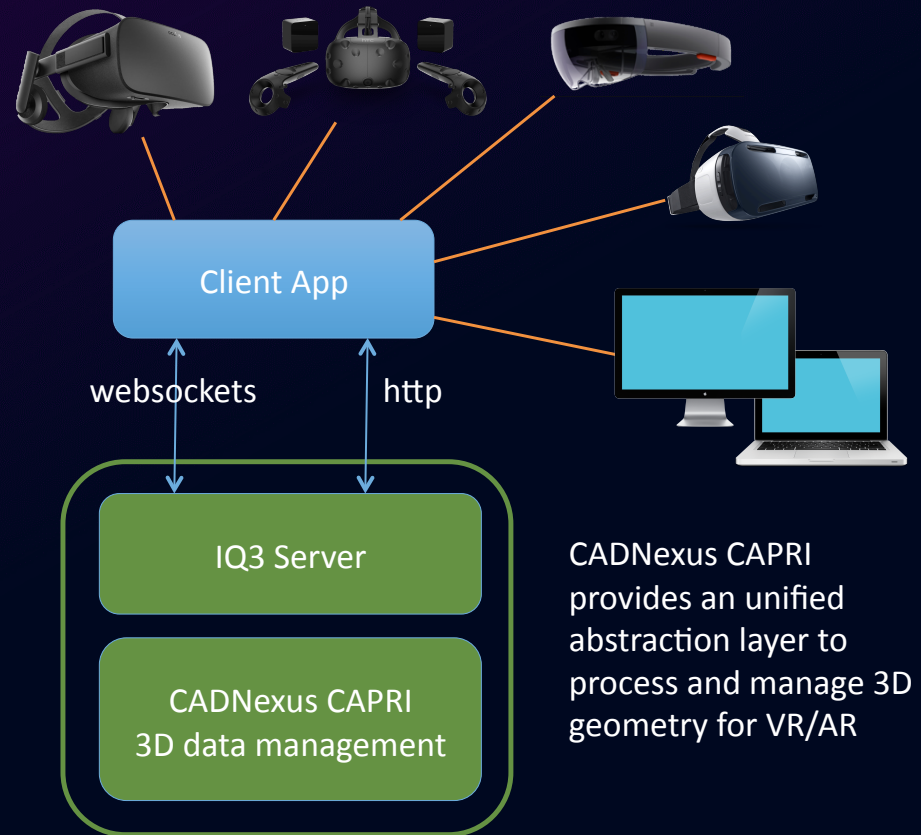 Client App
websockets
http
IQ3 Server
CADNexus CAPRI
3D data management
CADNexus CAPRI
provides an unified
abstraction layer to
process and manage 3D
geometry for VR/AR